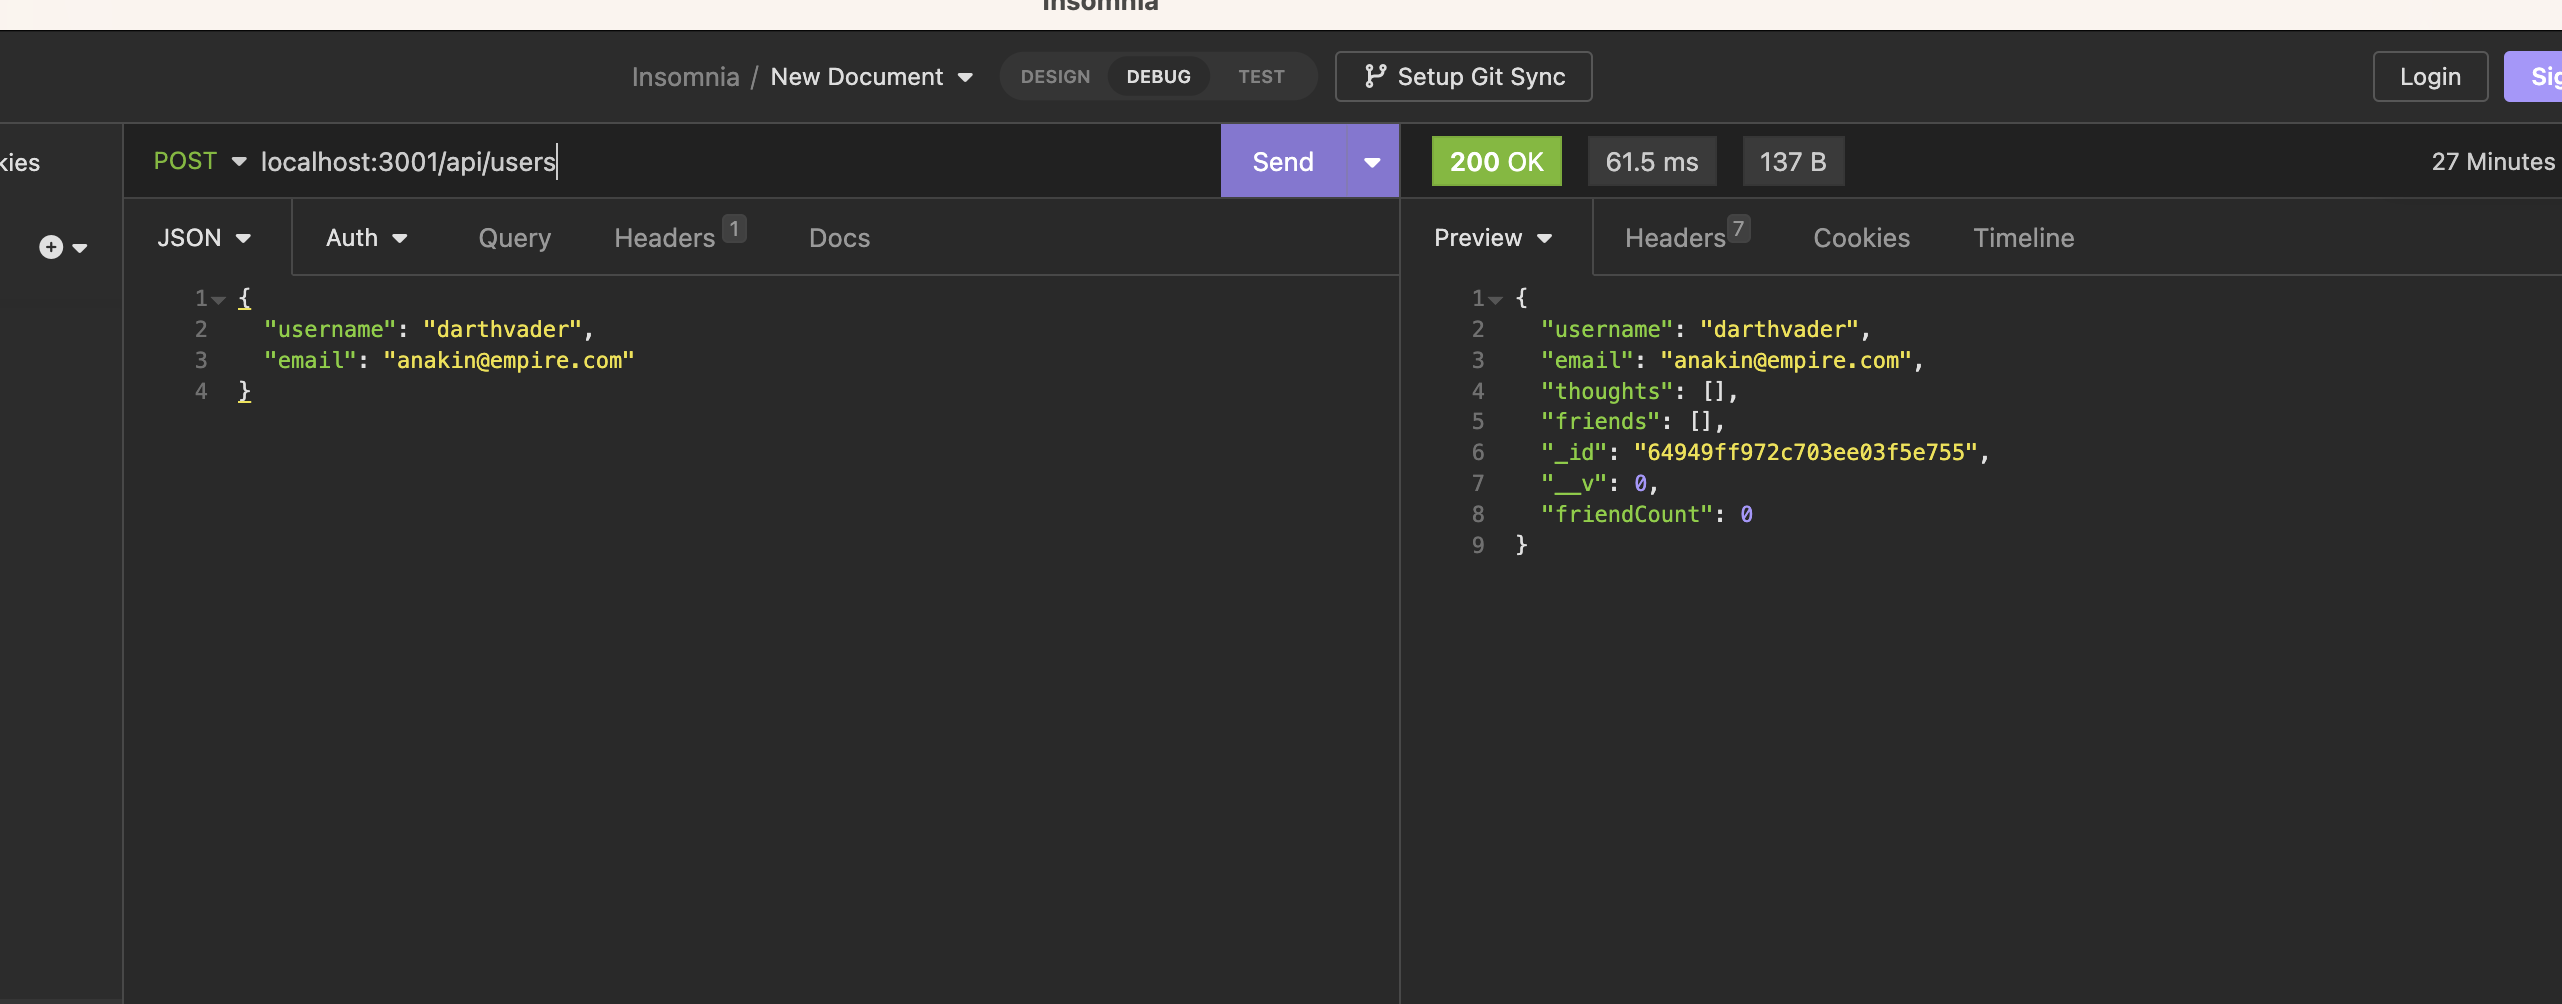 Insomnia
Insomnia / New Document DESIGN DEBUG TEST Setup Git Sync Login
kies POST localhost:3001/api/users Send 200 OK 61.5 ms 137 B 27 Minutes
JSON Auth Query Headers 1 Docs Preview Headers 7 Cookies Timeline
1 {
2 "username": "darthvader",
3 "email": "anakin@empire.com"
4 }
1 {
2 "username": "darthvader",
3 "email": "anakin@empire.com",
4 "thoughts": [],
5 "friends": [],
6 "_id": "64949ff972c703ee03f5e755",
7 "__v": 0,
8 "friendCount": 0
9 }